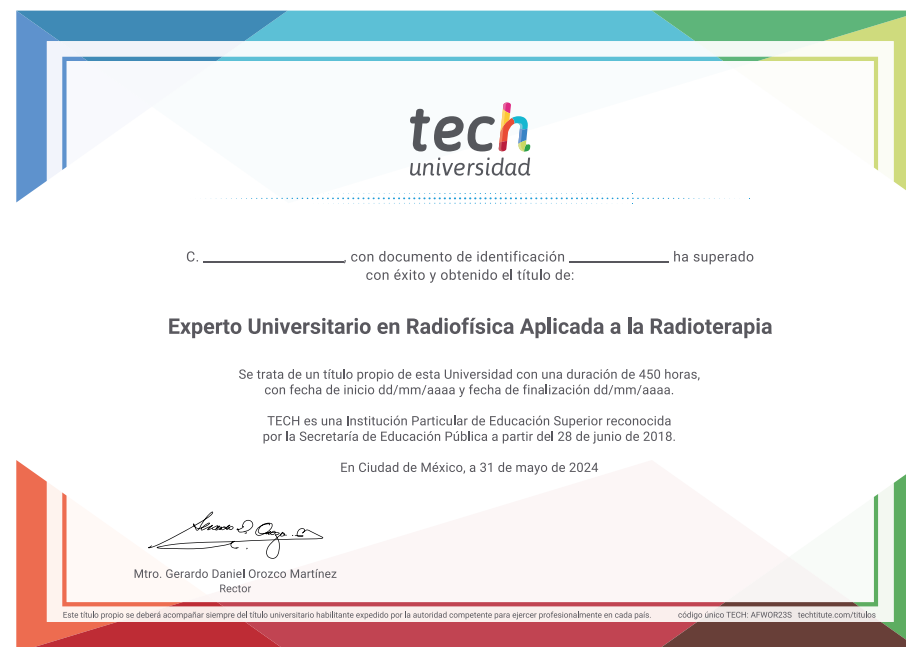 tech
universidad
C. ____________, con documento de identificación ____________ ha superado
con éxito y obtenido el título de:
Experto Universitario en Radiofísica Aplicada a la Radioterapia
Se trata de un título propio de esta Universidad con una duración de 450 horas,
con fecha de inicio dd/mm/aaaa y fecha de finalización dd/mm/aaaa.
TECH es una Institución Particular de Educación Superior reconocida
por la Secretaría de Educación Pública a partir del 28 de junio de 2018.
En Ciudad de México, a 31 de mayo de 2024
Mtro. Gerardo Daniel Orozco Martínez
Rector
Este título propio se deberá acompañar siempre del título universitario habilitante expedido por la autoridad competente para ejercer profesionalmente en cada país. código único TECH: AFWOR23S techtitute.com/titulos